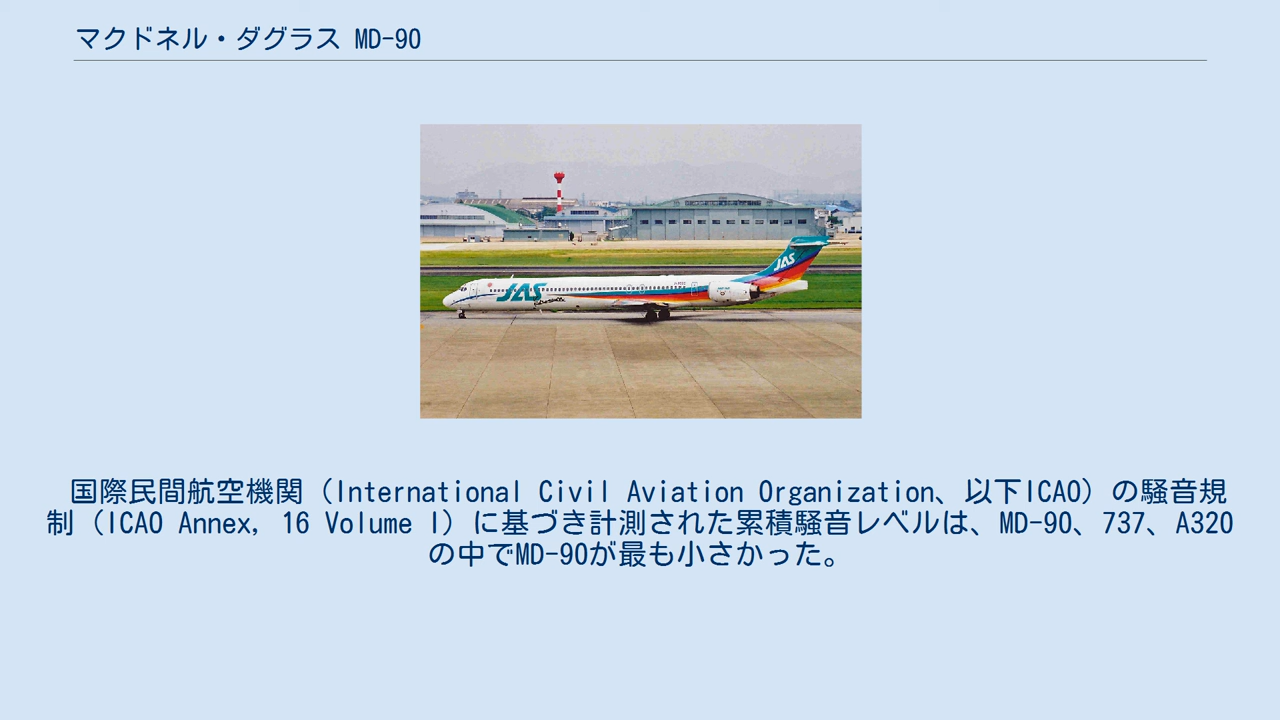 マクドネル・ダグラス MD-90
JAS
JAS
国際民間航空機関（International Civil Aviation Organization、以下ICAO）の騒音規
制（ICAO Annex, 16 Volume I）に基づき計測された累積騒音レベルは、MD-90、737、A320
の中でMD-90が最も小さかった。